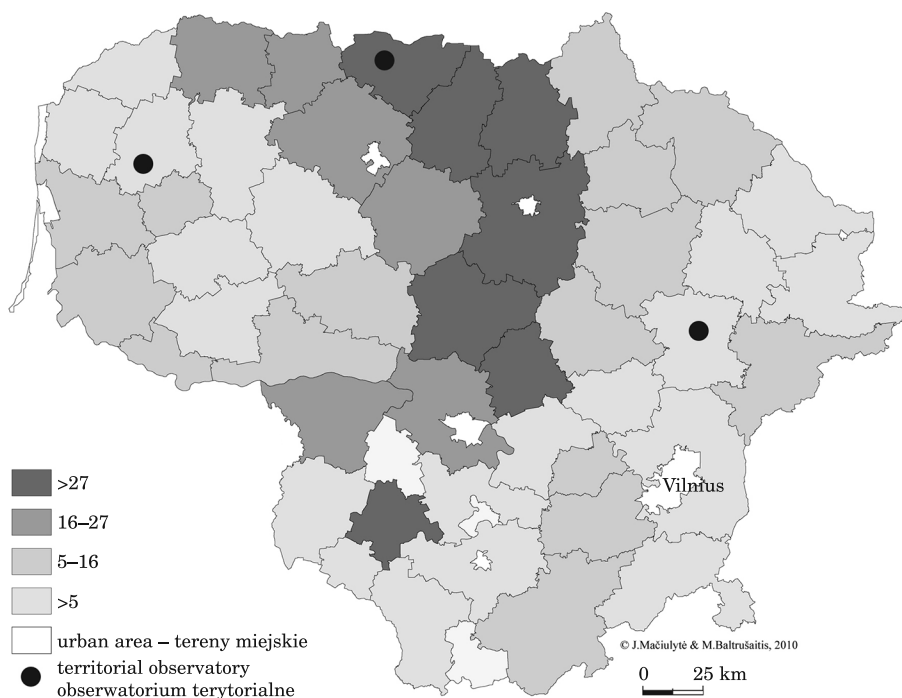 Vilnius
>27
16–27
5–16
>5
urban area – tereny miejskie
territorial observatory
obserwatorium terytorialne
© J.Mačiulytė & M.Baltrušaitis, 2010
0 25 km